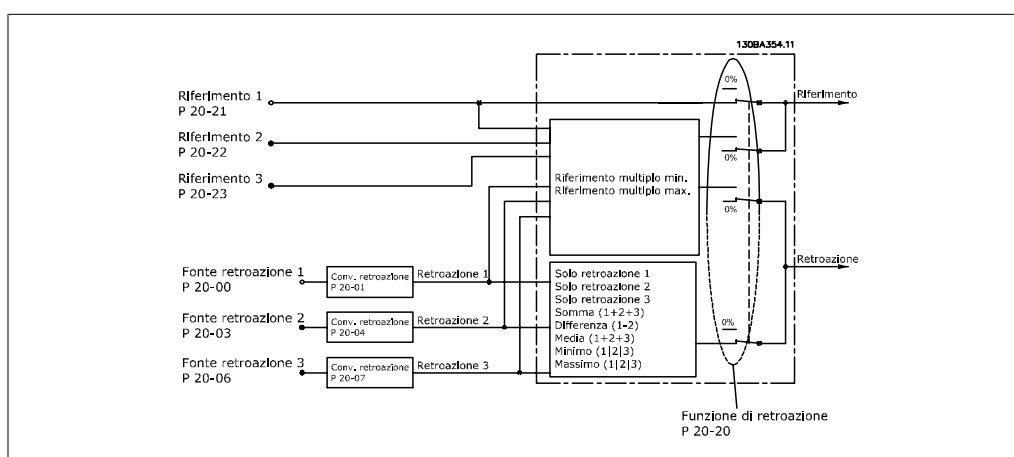 130BA354.11
0%
Riferimento 1
P 20-21
Riferimento
Riferimento 2
P 20-22
0%
Riferimento 3
P 20-23
Riferimento multiplo min.
Riferimento multiplo max.
0%
Retroazione
Fonte retroazione 1
P 20-00
Conv. retroazione
P 20-01
Retroazione 1
Solo retroazione 1
Solo retroazione 2
Solo retroazione 3
Somma (1+2+3)
Differenza (1-2)
Media (1+2+3)
Minimo (1|2|3)
Massimo (1|2|3)
0%
Fonte retroazione 2
P 20-03
Conv. retroazione
P 20-04
Retroazione 2
Fonte retroazione 3
P 20-06
Conv. retroazione
P 20-07
Retroazione 3
Funzione di retroazione
P 20-20